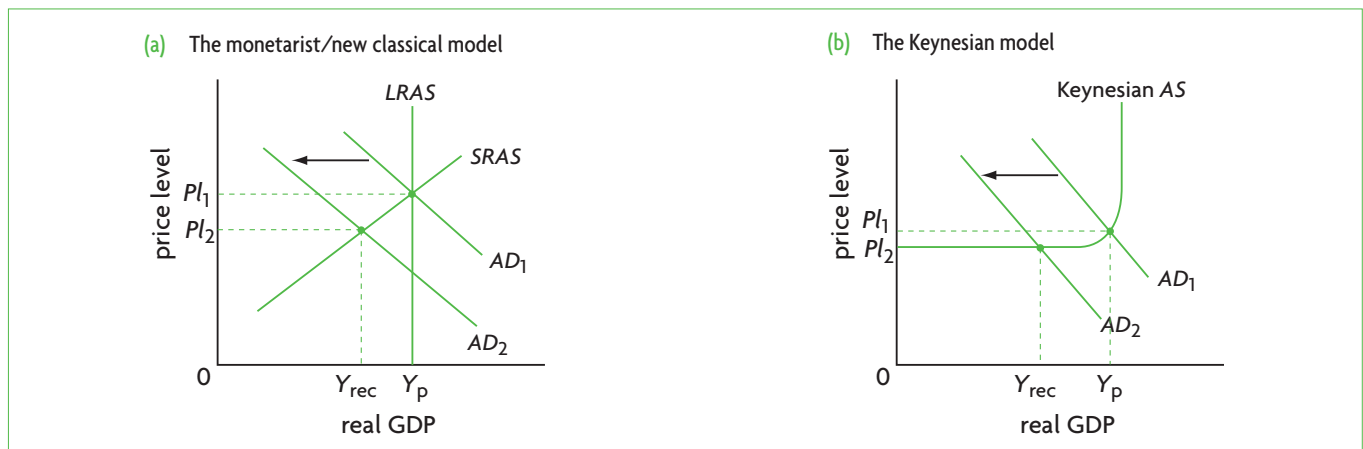 (a) The monetarist/new classical model
LRAS
SRAS
price level
Pl1
Pl2
AD1
AD2
0
Yrec Yp
real GDP
(b) The Keynesian model
Keynesian AS
price level
Pl1
Pl2
AD1
AD2
0
Yrec Yp
real GDP